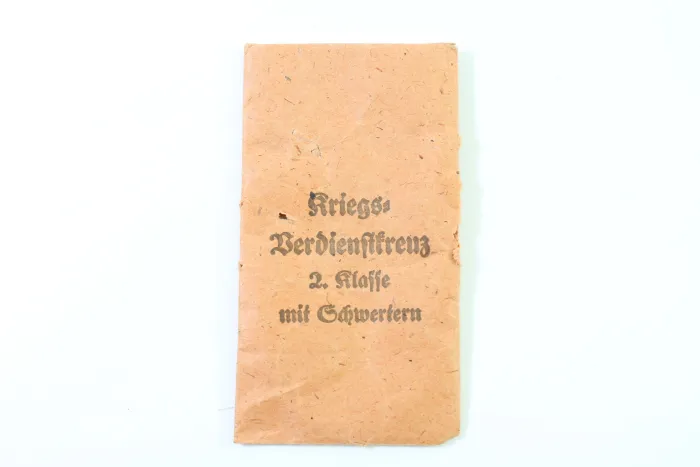 Kriegs-
Verdienstkreuz
2. Klasse
mit Schwertern